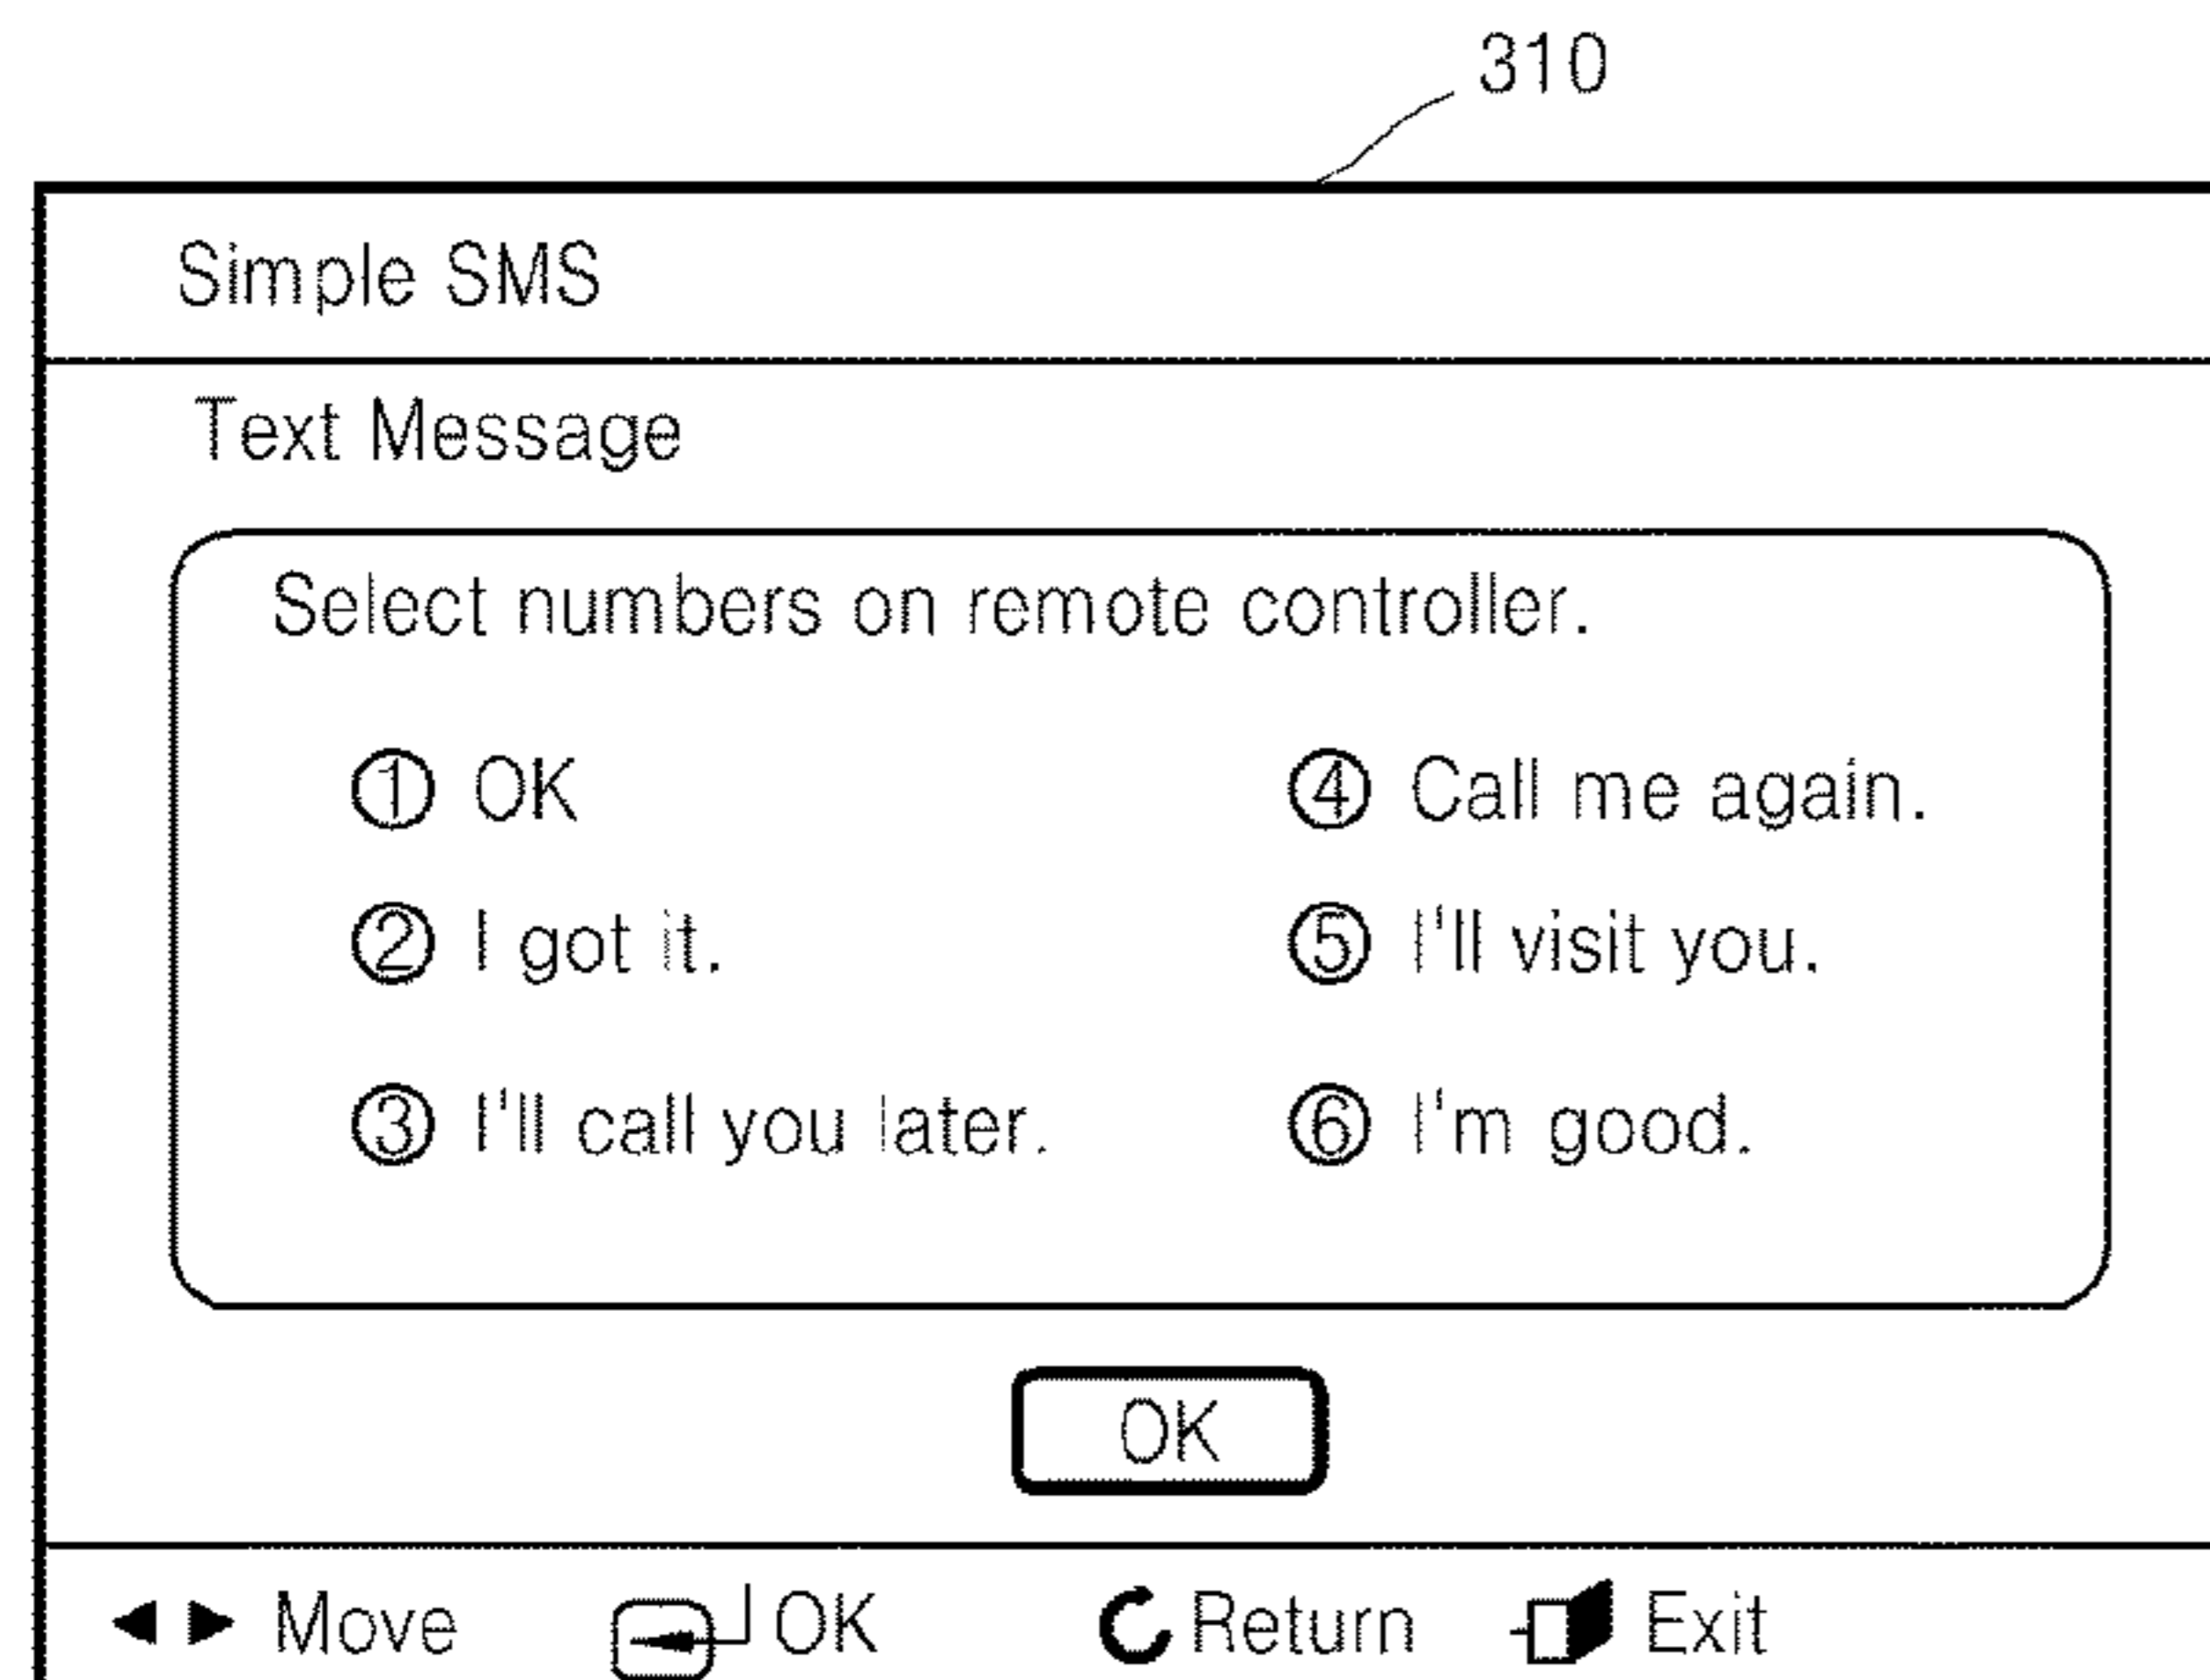 310
Simple SMS
Text Message
Select numbers on remote controller.
① OK ④ Call me again.
② I got it. ⑤ I'll visit you.
③ I'll call you later. ⑥ I'm good.
OK
Move OK Return Exit